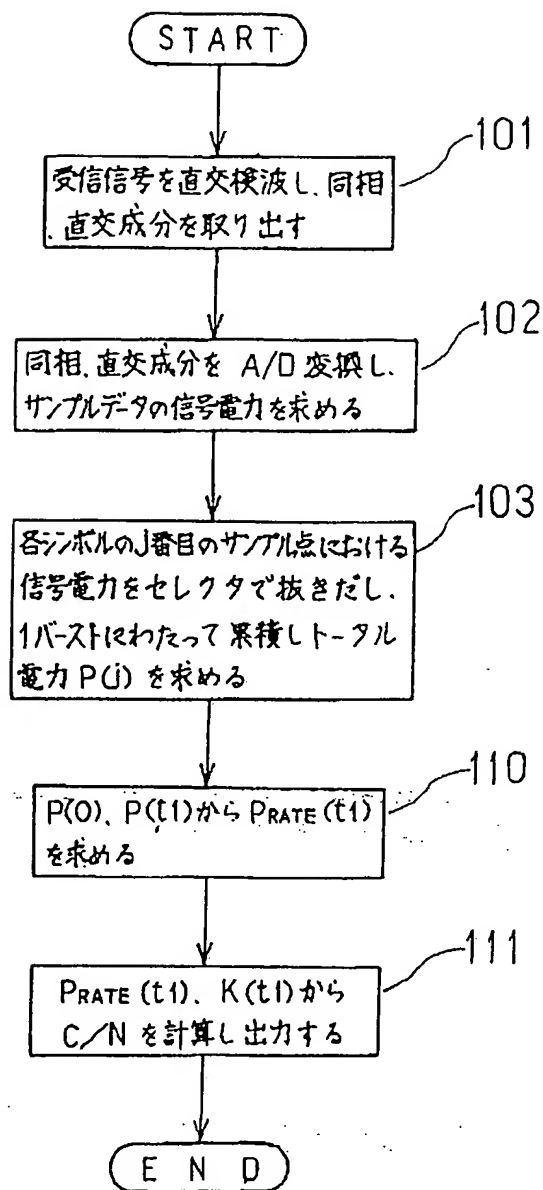 START
101
受信信号を直交検波し、同相
、直交成分を取り出す
102
同相、直交成分を A/D 変換し、
サンプルデータの信号電力を求める
103
各シンボルのj番目のサンプル点における
信号電力をセレクタで抜きだし、
1バーストにわたって累積しトータル
電力 P(j) を求める
110
P(0)、P(t1)からPRATE(t1)
を求める
111
PRATE(t1)、K(t1)から
C/Nを計算し出力する
END